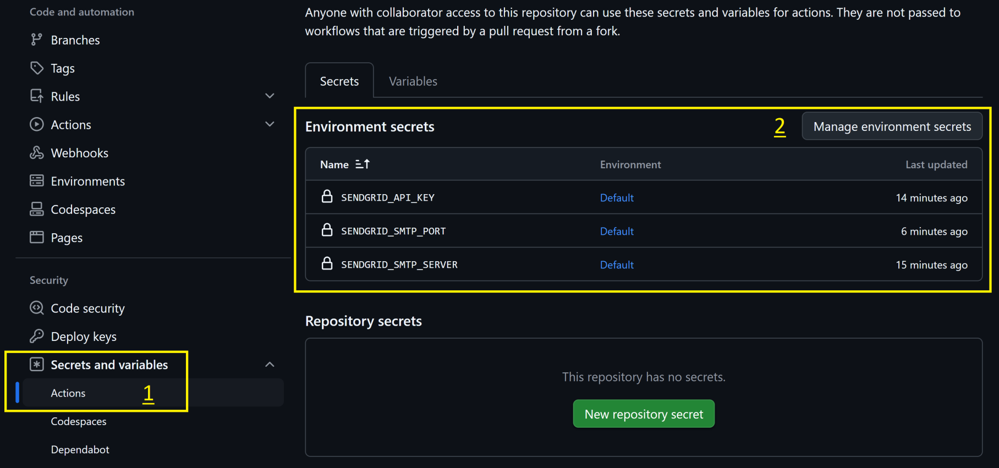 Code and automation
Branches
Tags
Rules
Actions
Webhooks
Environments
Codespaces
Pages
Security
Code security
Deploy keys
Secrets and variables
Actions 1
Codespaces
Dependabot
Anyone with collaborator access to this repository can use these secrets and variables for actions. They are not passed to
workflows that are triggered by a pull request from a fork.
Secrets Variables
Environment secrets 2 Manage environment secrets
Name Environment Last updated
SENDGRID_API_KEY Default 14 minutes ago
SENDGRID_SMTP_PORT Default 6 minutes ago
SENDGRID_SMTP_SERVER Default 15 minutes ago
Repository secrets
This repository has no secrets.
New repository secret